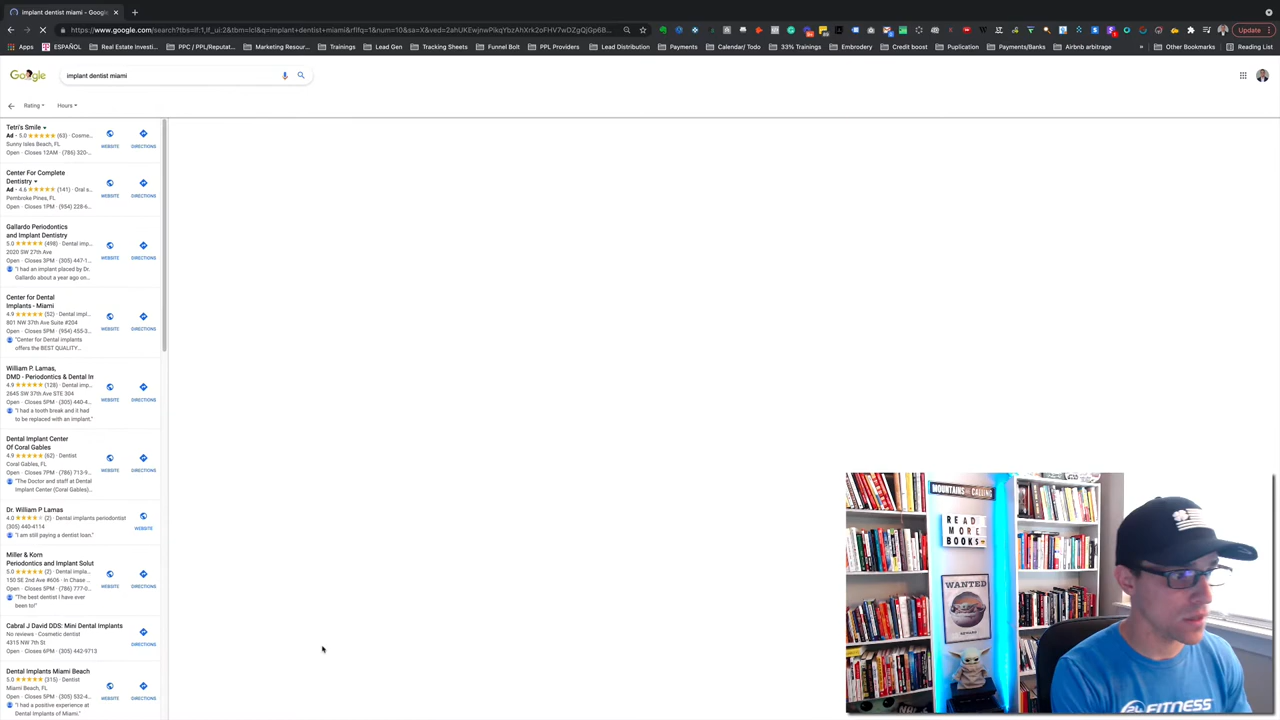 implant dentist miami - Goog
https://www.google.com/search?tbs=lf:1,lf_ui:2&tbm=lcl&q=implant+dentist+miami&rflfq=1&num=10&sa=X&ved=2ahUKEwjnwPikqYbzAhXrk2oFHV7wDZgQjGp6B...
Update
Apps
ESPAÑOL
Real Estate Investi...
PPC / PPL/Reputat...
Marketing Resour...
Trainings
Lead Gen
Tracking Sheets
Funnel Bolt
PPL Providers
Lead Distribution
Payments
Calendar/ Todo
33% Trainings
Embrodery
Credit boost
Puplication
Payments/Banks
Airbnb arbitrage
»
Other Bookmarks
Reading List
Google
implant dentist miami
Rating
Hours
Tetri's Smile
Ad · 5.0 (63) · Cosme...
Sunny Isles Beach, FL
Open · Closes 12AM · (786) 320-...
WEBSITE
DIRECTIONS
Center For Complete
Dentistry
Ad · 4.6 (141) · Oral s...
Pembroke Pines, FL
Open · Closes 1PM · (954) 228-6...
WEBSITE
DIRECTIONS
Gallardo Periodontics
and Implant Dentistry
5.0 (498) · Dental imp...
2020 SW 27th Ave
Open · Closes 3PM · (305) 447-1...
"I had an implant placed by Dr.
Gallardo about a year ago on...
WEBSITE
DIRECTIONS
Center for Dental
Implants - Miami
4.9 (52) · Dental impl...
801 NW 37th Ave Suite #204
Open · Closes 5PM · (954) 455-3...
"Center for Dental implants
offers the BEST QUALITY...
WEBSITE
DIRECTIONS
William P. Lamas,
DMD - Periodontics & Dental Im
4.9 (128) · Dental imp...
2645 SW 37th Ave STE 304
Open · Closes 5PM · (305) 440-4...
"I had a tooth break and it had
to be replaced with an implant."
WEBSITE
DIRECTIONS
Dental Implant Center
Of Coral Gables
4.9 (62) · Dentist
Coral Gables, FL
Open · Closes 7PM · (786) 713-9...
"The Doctor and staff at Dental
Implant Center (Coral Gables)...
WEBSITE
DIRECTIONS
Dr. William P Lamas
4.0 (2) · Dental implants periodontist
(305) 440-4114
"I am still paying a dentist loan."
WEBSITE
Miller & Korn
Periodontics and Implant Solut
5.0 (2) · Dental impla...
150 SE 2nd Ave #606 · In Chase ...
Open · Closes 5PM · (786) 777-0...
"The best dentist I have ever
been to!"
WEBSITE
DIRECTIONS
Cabral J David DDS: Mini Dental Implants
No reviews · Cosmetic dentist
4315 NW 7th St
Open · Closes 6PM · (305) 442-9713
DIRECTIONS
Dental Implants Miami Beach
5.0 (315) · Dentist
Miami Beach, FL
Open · Closes 5PM · (305) 532-4...
"I had a positive experience at
Dental Implants of Miami."
WEBSITE
DIRECTIONS
MOUNTAINS CALLING
READ
MORE
BOOKS
WANTED
FITNESS